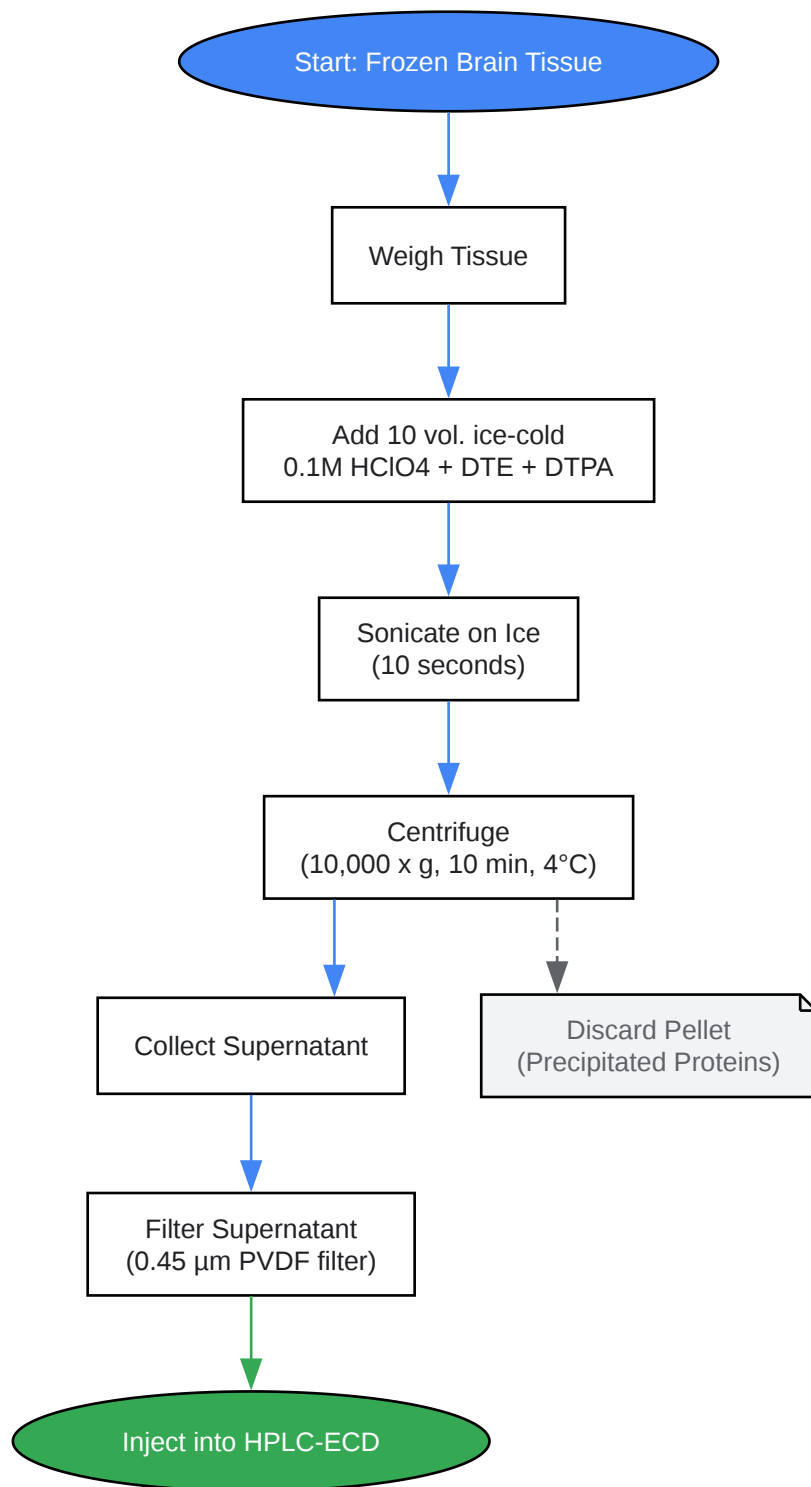 Start: Frozen Brain Tissue
Weigh Tissue
Add 10 vol. ice-cold
0.1M HClO4 + DTE + DTPA
Sonicate on Ice
(10 seconds)
Centrifuge
(10,000 x g, 10 min, 4°C)
Collect Supernatant
Discard Pellet
(Precipitated Proteins)
Filter Supernatant
(0.45 µm PVDF filter)
Inject into HPLC-ECD